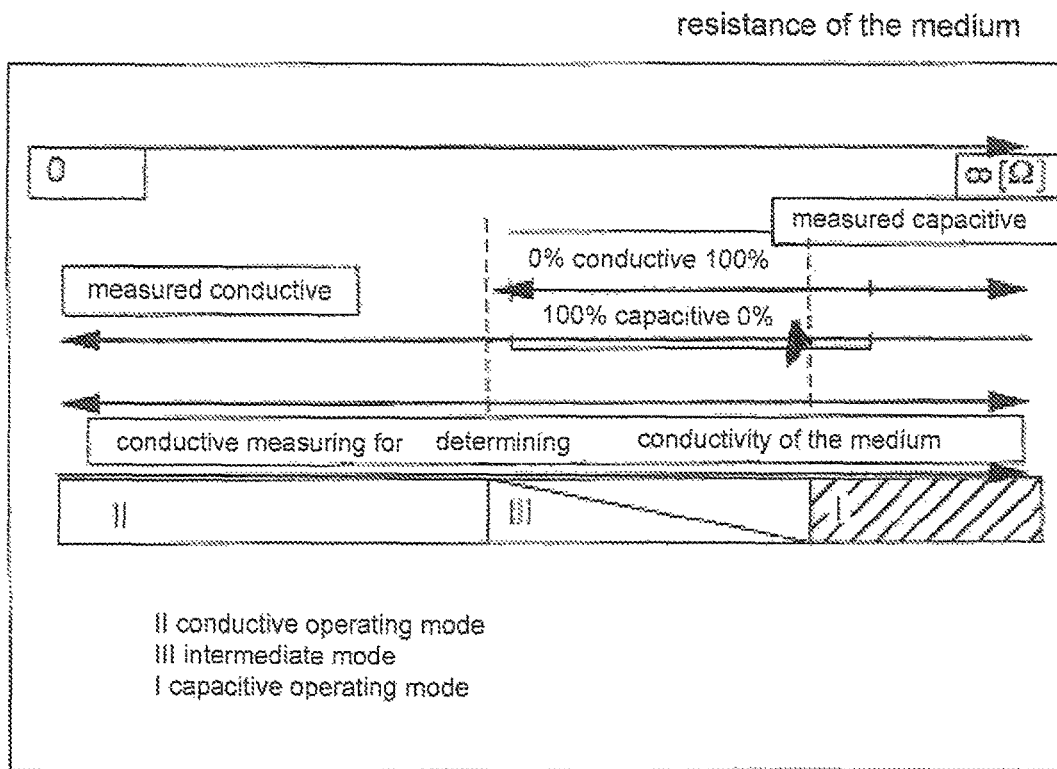 resistance of the medium
0
∞ [Ω]
measured capacitive
0% conductive 100%
measured conductive
100% capacitive 0%
conductive measuring for determining conductivity of the medium
II
III
I
II conductive operating mode
III intermediate mode
I capacitive operating mode